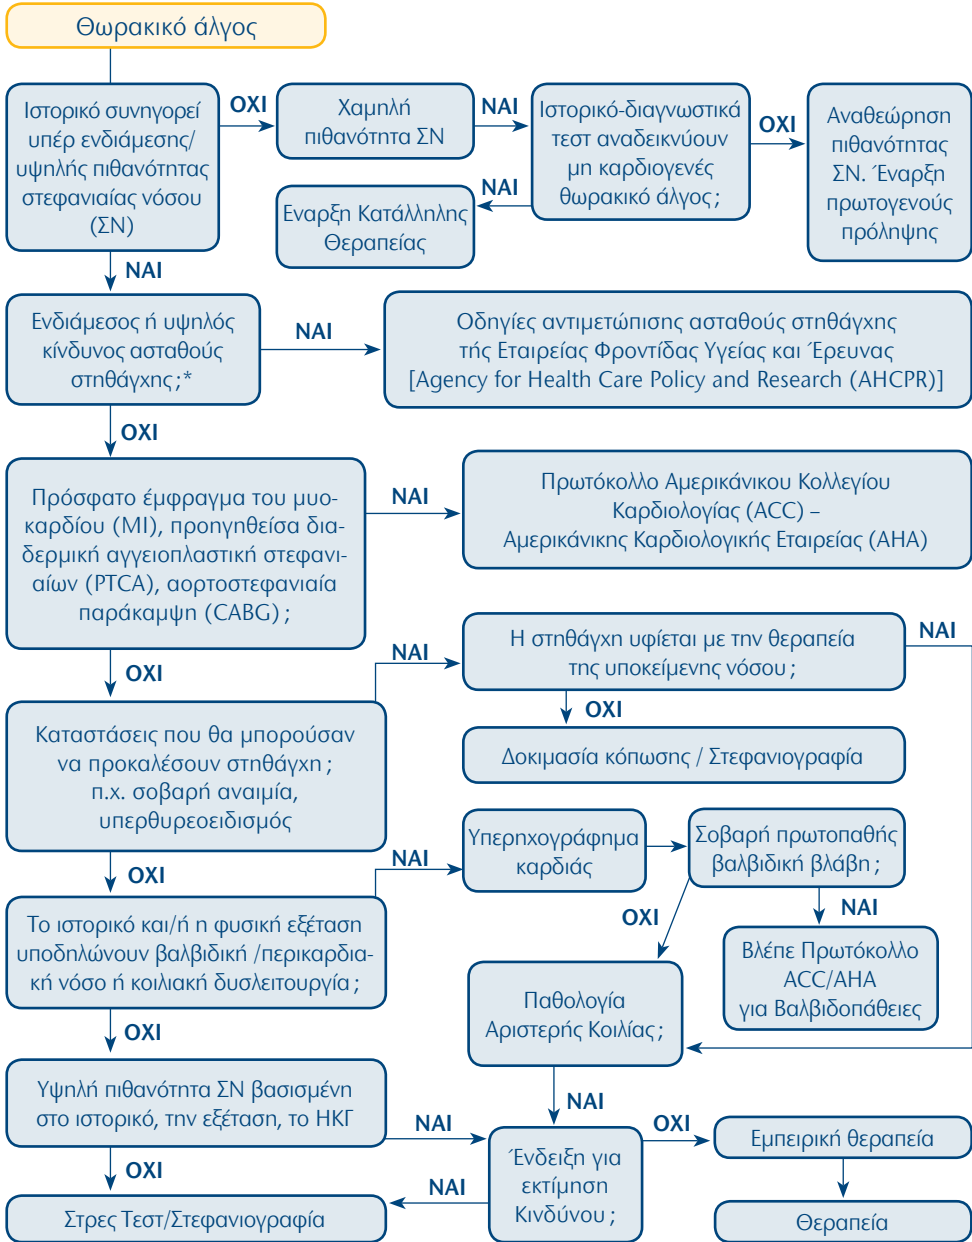 Θωρακικό άλγος
Ιστορικό συνηγορεί
υπέρ ενδιάμεσης/
υψηλής πιθανότητας
στεφανιαίας νόσου
(ΣΝ)
ΟΧΙ
Χαμηλή
πιθανότητα ΣΝ
ΝΑΙ
Ιστορικό-διαγνωστικά
τεστ αναδεικνύουν
μη καρδιογενές
θωρακικό άλγος;
ΟΧΙ
Αναθεώρηση
πιθανότητας
ΣΝ. Έναρξη
πρωτογενούς
πρόληψης
ΝΑΙ
Εναρξη Κατάλληλης
Θεραπείας
ΝΑΙ
Ενδιάμεσος ή υψηλός
κίνδυνος ασταθούς
στηθάγχης;*
ΝΑΙ
Οδηγίες αντιμετώπισης ασταθούς στηθάγχης
τής Εταιρείας Φροντίδας Υγείας και Έρευνας
[Agency for Health Care Policy and Research (AHCPR)]
ΟΧΙ
Πρόσφατο έμφραγμα του μυο-
καρδίου (ΜΙ), προηγηθείσα δια-
δερμική αγγειοπλαστική στεφανι-
αίων (PTCA), αορτοστεφανιαία
παράκαμψη (CABG);
ΝΑΙ
Πρωτόκολλο Αμερικάνικου Κολλεγίου
Καρδιολογίας (ACC) –
Αμερικάνικης Καρδιολογικής Εταιρείας (AHA)
ΟΧΙ
Καταστάσεις που θα μπορούσαν
να προκαλέσουν στηθάγχη;
π.χ. σοβαρή αναιμία,
υπερθυρεοειδισμός
ΝΑΙ
Η στηθάγχη υφίεται με την θεραπεία
της υποκείμενης νόσου;
ΝΑΙ
ΟΧΙ
Δοκιμασία κόπωσης / Στεφανιογραφία
ΟΧΙ
Το ιστορικό και/ή η φυσική εξέταση
υποδηλώνουν βαλβιδική /περικαρδια-
κή νόσο ή κοιλιακή δυσλειτουργία;
ΝΑΙ
Υπερηχογράφημα
καρδιάς
Σοβαρή πρωτοπαθής
βαλβιδική βλάβη;
ΟΧΙ
ΝΑΙ
Βλέπε Πρωτόκολλο
ACC/AHA
για Βαλβιδοπάθειες
Παθολογία
Αριστερής Κοιλίας;
ΟΧΙ
Υψηλή πιθανότητα ΣΝ βασισμένη
στο ιστορικό, την εξέταση, το ΗΚΓ
ΝΑΙ
ΝΑΙ
Ένδειξη για
εκτίμηση
Κινδύνου;
ΟΧΙ
Εμπειρική θεραπεία
Θεραπεία
ΟΧΙ
ΝΑΙ
Στρες Τεστ/Στεφανιογραφία